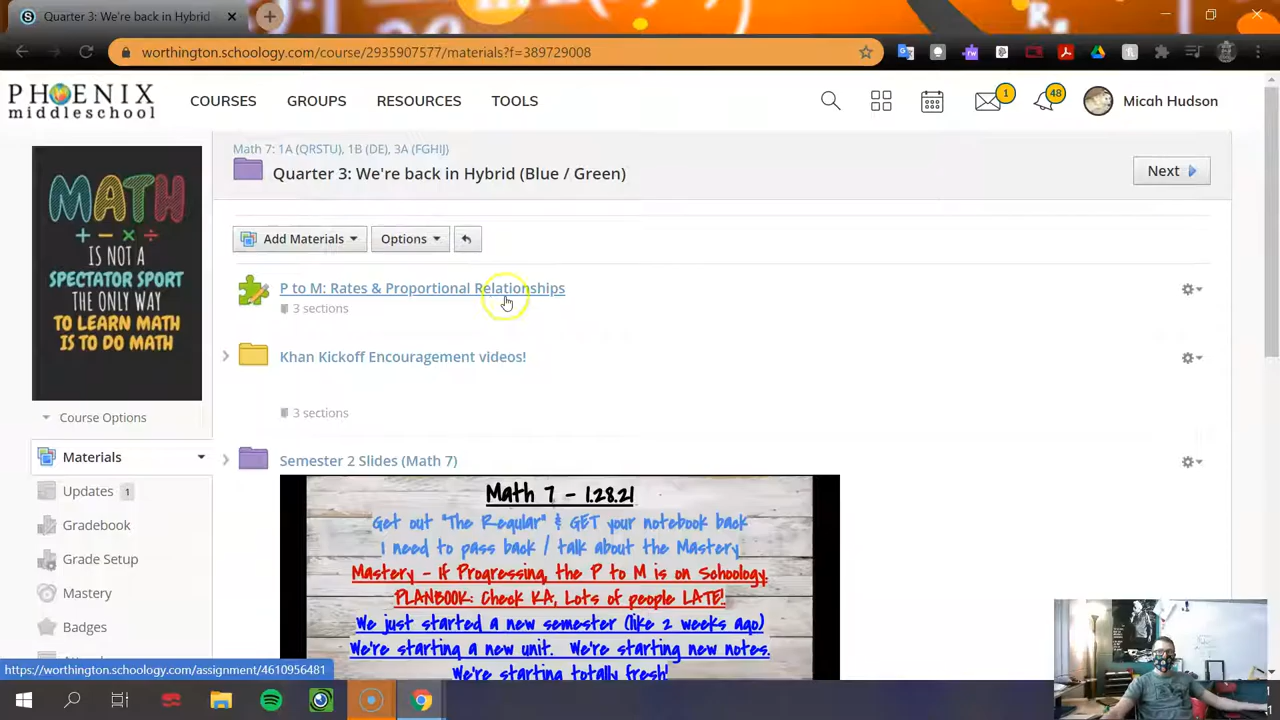 Quarter 3: We're back in Hybrid
worthington.schoology.com/course/2935907577/materials?f=389729008
PHOENIX
middleschool
COURSES
GROUPS
RESOURCES
TOOLS
1
48
Micah Hudson
MATH
+ − × ÷
IS NOT A
SPECTATOR SPORT
THE ONLY WAY
TO LEARN MATH
IS TO DO MATH
Course Options
Materials
Updates 1
Gradebook
Grade Setup
Mastery
Badges
Math 7: 1A (QRSTU), 1B (DE), 3A (FGHIJ)
Quarter 3: We're back in Hybrid (Blue / Green)
Next
Add Materials
Options
P to M: Rates & Proportional Relationships
3 sections
Khan Kickoff Encouragement videos!
3 sections
Semester 2 Slides (Math 7)
Math 7 - 1.28.21
Get out "The Regular" & GET your notebook back
I need to pass back / talk about the Mastery
Mastery - If Progressing, the P to M is on Schoology.
PLANBOOK: Check KA, Lots of people LATE!.
We just started a new semester (like 2 weeks ago)
We're starting a new unit. We're starting new notes.
We're starting totally fresh!
https://worthington.schoology.com/assignment/4610956481